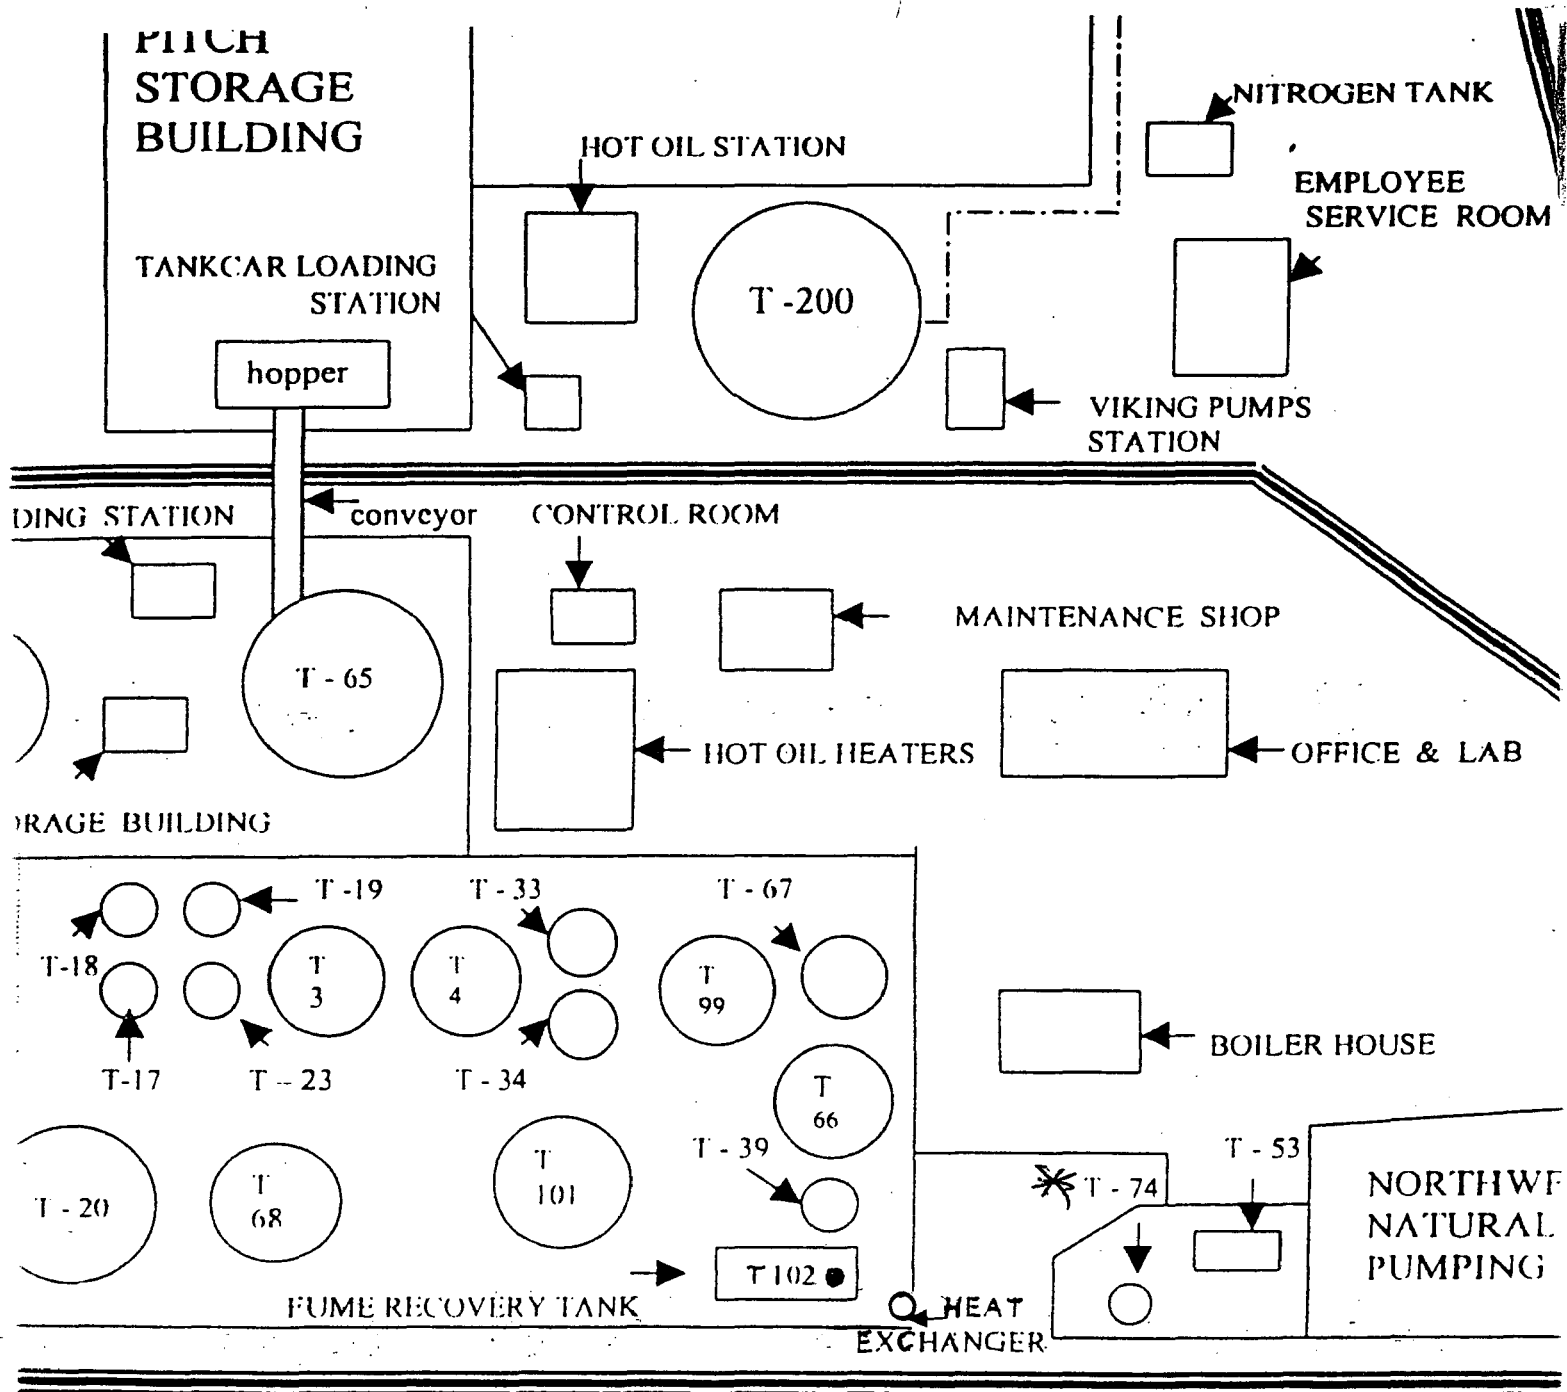 PITCH
STORAGE
BUILDING
NITROGEN TANK
HOT OIL STATION
EMPLOYEE
SERVICE ROOM
TANKCAR LOADING
STATION
T -200
hopper
VIKING PUMPS
STATION
DING STATION
conveyor
CONTROL ROOM
MAINTENANCE SHOP
T - 65
HOT OIL HEATERS
OFFICE & LAB
RAGE BUILDING
T -19
T - 33
T - 67
T-18
T
3
T
4
T
99
BOILER HOUSE
T-17
T - 23
T - 34
T
66
T - 39
T - 53
T - 20
T
68
T
101
T - 74
NORTHWE
NATURAL
PUMPING
T 102
FUME RECOVERY TANK
HEAT
EXCHANGER